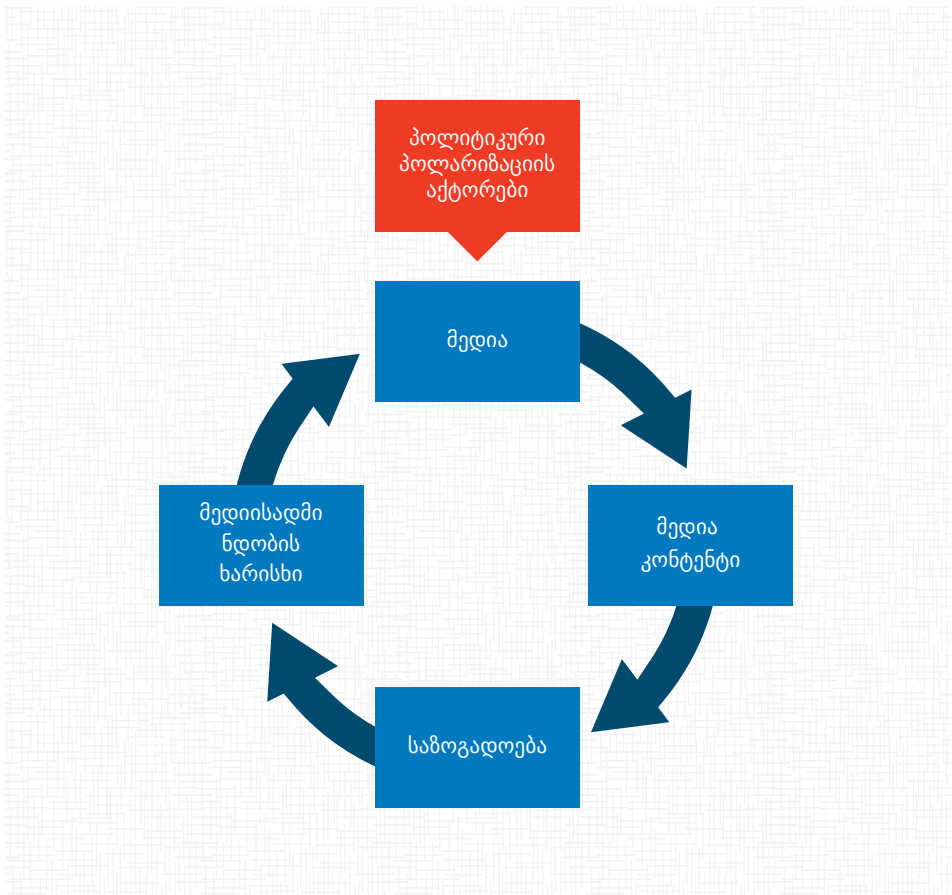 პოლიტიკური
პოლარიზაციის
აქტორები
მედია
მედიისადმი
ნდობის
ხარისხი
მედია
კონტენტი
საზოგადოება